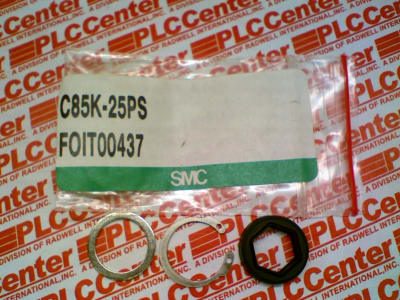 C85K-25PS
FOIT00437
SMC
PLCCenter
A DIVISION OF RADWELL INTERNATIONAL, INC.